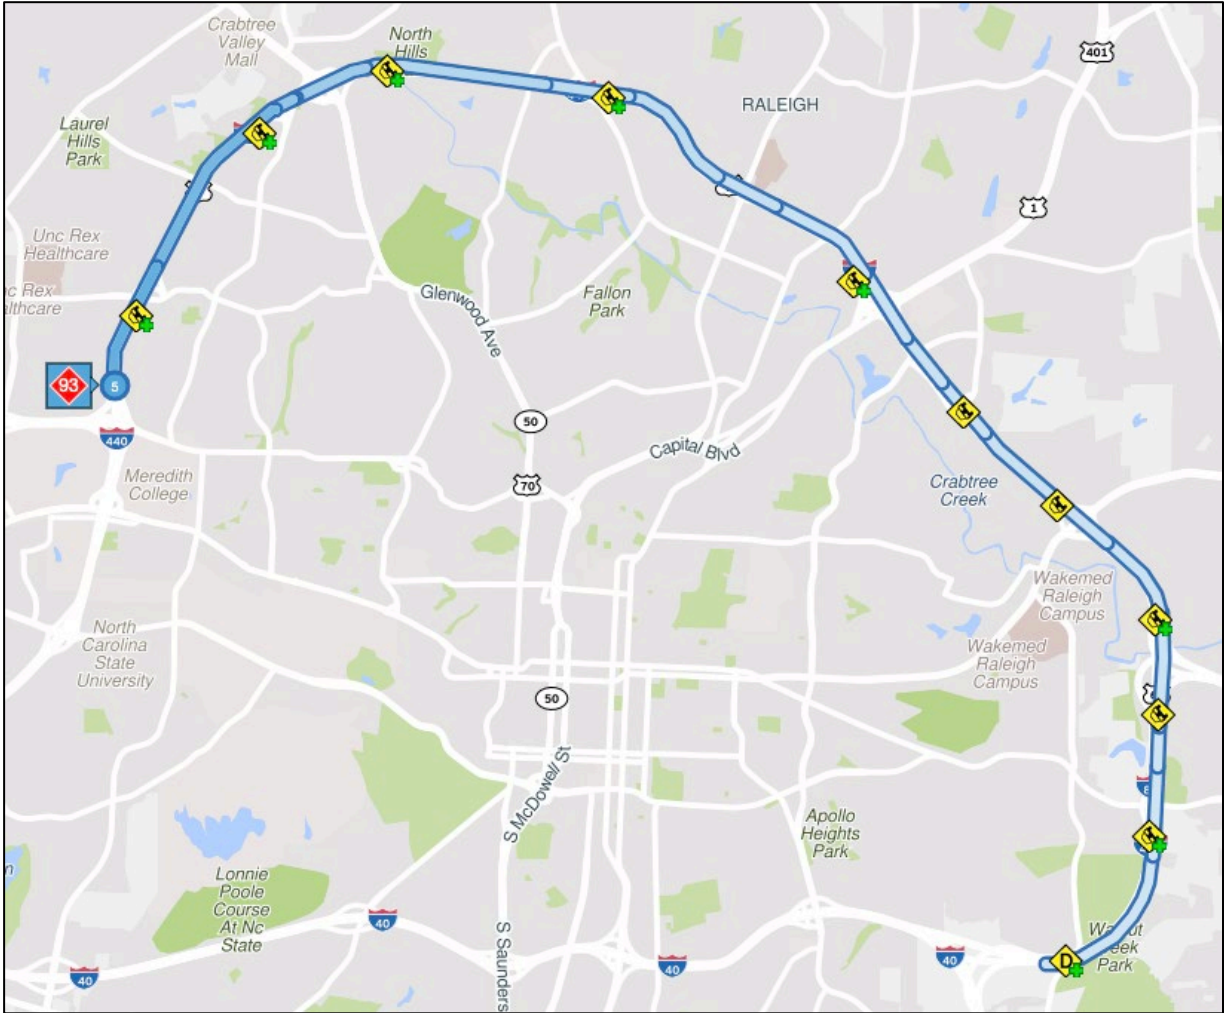 Crabtree
Valley
Mall
North
Hills
401
RALEIGH
Laurel
Hills
Park
1
Unc Rex
Healthcare
c Rex
lthcare
Glenwood Ave
Fallon
Park
93
5
50
440
Capital Blvd
Meredith
College
70
Crabtree
Creek
Wakemed
Raleigh
Campus
North
Carolina
State
University
Wakemed
Raleigh
Campus
50
S McDowell St
Apollo
Heights
Park
Lonnie
Poole
Course
At Nc
State
40
S Saunders
40
40
40
D
Park